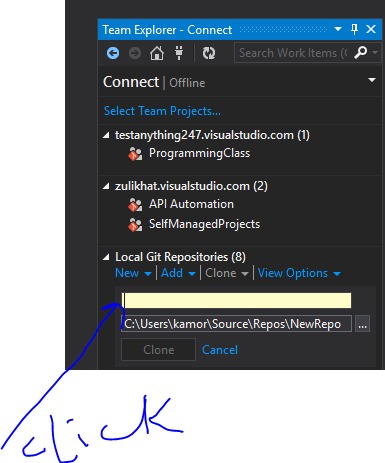 Team Explorer - Connect
Search Work Items (C
Connect | Offline
Select Team Projects...
testanything247.visualstudio.com (1)
ProgrammingClass
zulikhat.visualstudio.com (2)
API Automation
SelfManagedProjects
Local Git Repositories (8)
New | Add | Clone | View Options
C:\Users\kamor\Source\Repos\NewRepo ...
Clone Cancel
click